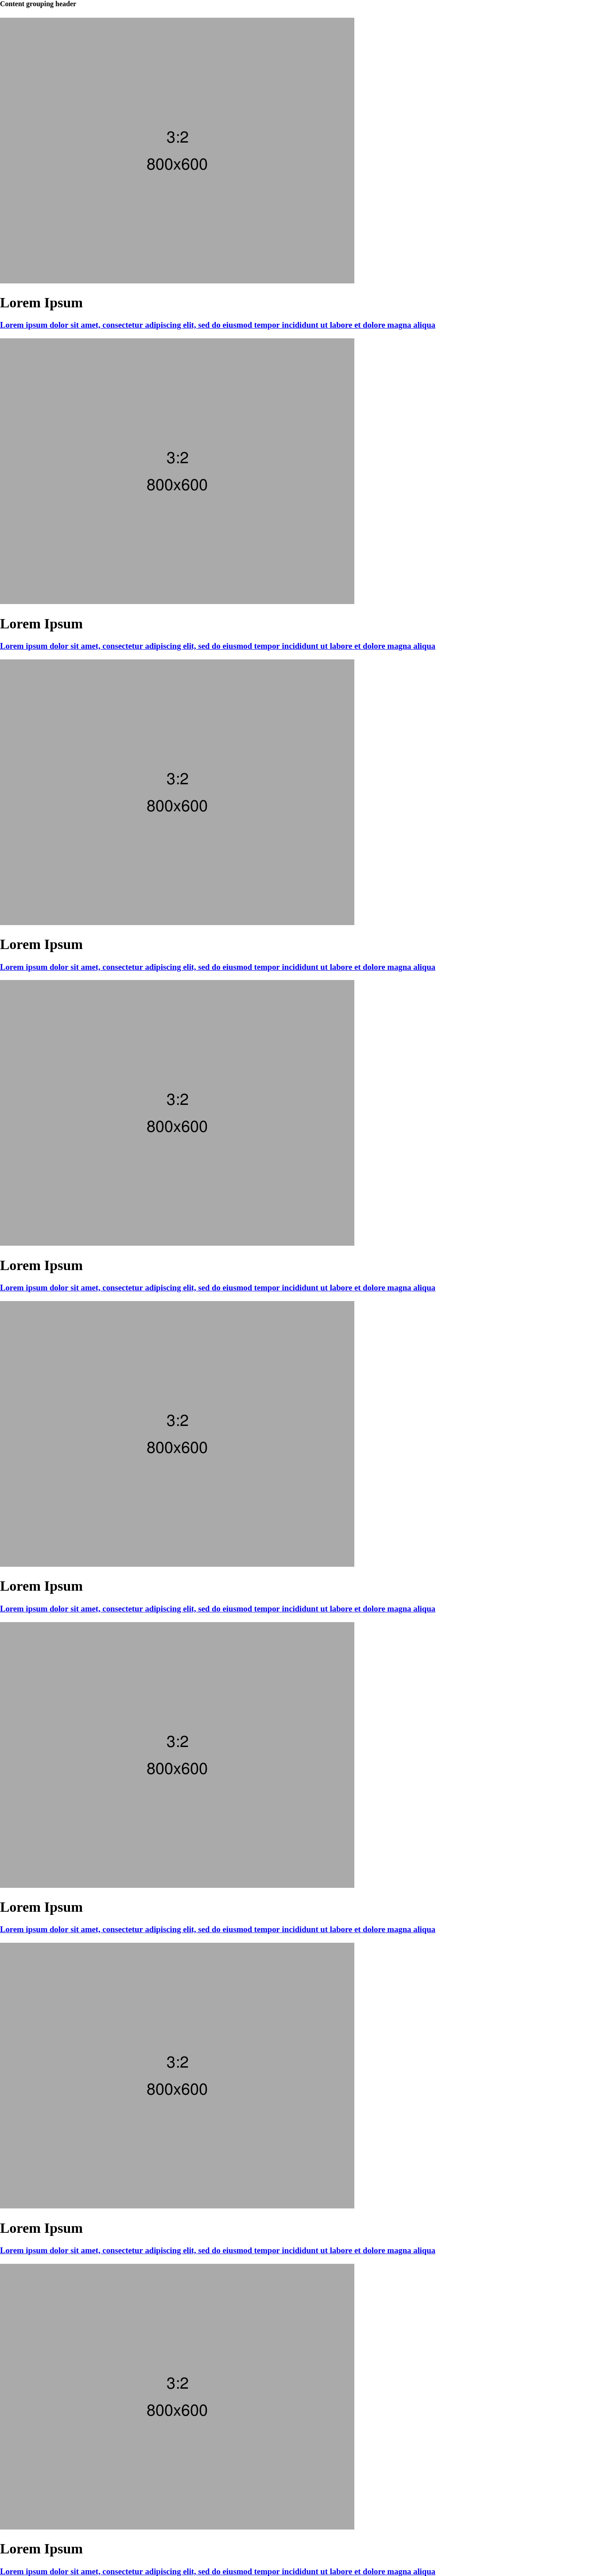 Content grouping header
3:2
800x600
Lorem Ipsum
Lorem ipsum dolor sit amet, consectetur adipiscing elit, sed do eiusmod tempor incididunt ut labore et dolore magna aliqua
3:2
800x600
Lorem Ipsum
Lorem ipsum dolor sit amet, consectetur adipiscing elit, sed do eiusmod tempor incididunt ut labore et dolore magna aliqua
3:2
800x600
Lorem Ipsum
Lorem ipsum dolor sit amet, consectetur adipiscing elit, sed do eiusmod tempor incididunt ut labore et dolore magna aliqua
3:2
800x600
Lorem Ipsum
Lorem ipsum dolor sit amet, consectetur adipiscing elit, sed do eiusmod tempor incididunt ut labore et dolore magna aliqua
3:2
800x600
Lorem Ipsum
Lorem ipsum dolor sit amet, consectetur adipiscing elit, sed do eiusmod tempor incididunt ut labore et dolore magna aliqua
3:2
800x600
Lorem Ipsum
Lorem ipsum dolor sit amet, consectetur adipiscing elit, sed do eiusmod tempor incididunt ut labore et dolore magna aliqua
3:2
800x600
Lorem Ipsum
Lorem ipsum dolor sit amet, consectetur adipiscing elit, sed do eiusmod tempor incididunt ut labore et dolore magna aliqua
3:2
800x600
Lorem Ipsum
Lorem ipsum dolor sit amet, consectetur adipiscing elit, sed do eiusmod tempor incididunt ut labore et dolore magna aliqua